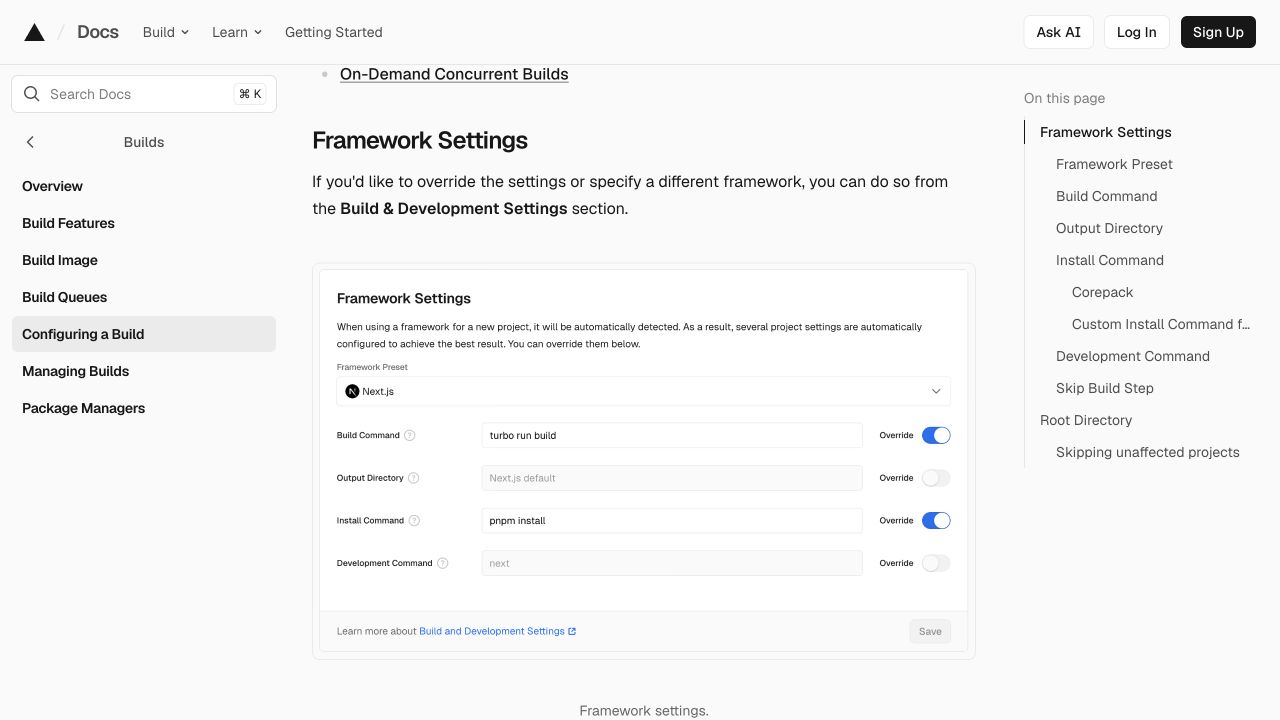 Docs
Build
Learn
Getting Started
Ask AI
Log In
Sign Up
Search Docs
⌘ K
Builds
Overview
Build Features
Build Image
Build Queues
Configuring a Build
Managing Builds
Package Managers
On-Demand Concurrent Builds
Framework Settings
If you'd like to override the settings or specify a different framework, you can do so from
the Build & Development Settings section.
Framework Settings
When using a framework for a new project, it will be automatically detected. As a result, several project settings are automatically
configured to achieve the best result. You can override them below.
Framework Preset
N Next.js
Build Command ? turbo run build Override
Output Directory ? Next.js default Override
Install Command ? pnpm install Override
Development Command ? next Override
Learn more about Build and Development Settings
Save
Framework settings.
On this page
Framework Settings
Framework Preset
Build Command
Output Directory
Install Command
Corepack
Custom Install Command f...
Development Command
Skip Build Step
Root Directory
Skipping unaffected projects